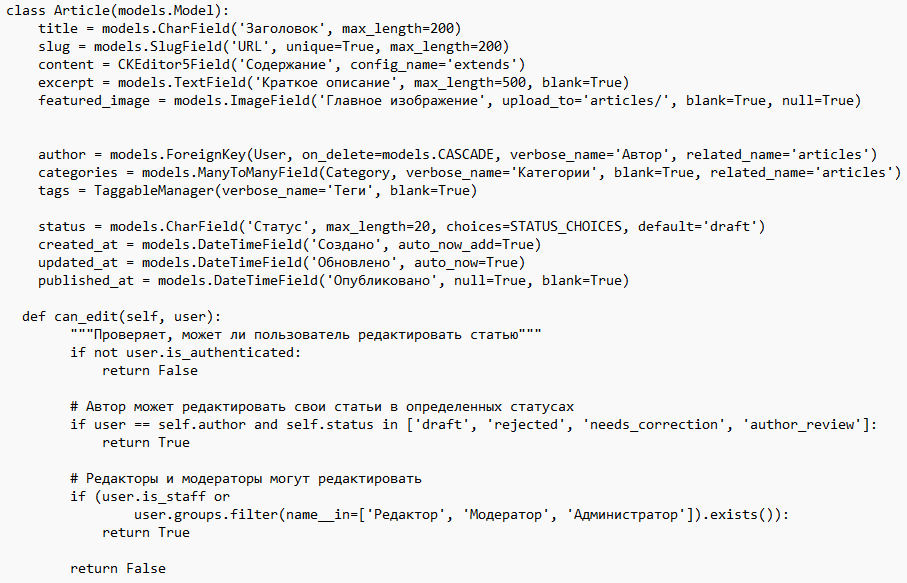 class Article(models.Model):
    title = models.CharField('Заголовок', max_length=200)
    slug = models.SlugField('URL', unique=True, max_length=200)
    content = CKEditor5Field('Содержание', config_name='extends')
    excerpt = models.TextField('Краткое описание', max_length=500, blank=True)
    featured_image = models.ImageField('Главное изображение', upload_to='articles/', blank=True, null=True)
    author = models.ForeignKey(User, on_delete=models.CASCADE, verbose_name='Автор', related_name='articles')
    categories = models.ManyToManyField(Category, verbose_name='Категории', blank=True, related_name='articles')
    tags = TaggableManager(verbose_name='Теги', blank=True)
    status = models.CharField('Статус', max_length=20, choices=STATUS_CHOICES, default='draft')
    created_at = models.DateTimeField('Создано', auto_now_add=True)
    updated_at = models.DateTimeField('Обновлено', auto_now=True)
    published_at = models.DateTimeField('Опубликовано', null=True, blank=True)
  def can_edit(self, user):
        """Проверяет, может ли пользователь редактировать статью"""
        if not user.is_authenticated:
            return False
        # Автор может редактировать свои статьи в определенных статусах
        if user == self.author and self.status in ['draft', 'rejected', 'needs_correction', 'author_review']:
            return True
        # Редакторы и модераторы могут редактировать
        if (user.is_staff or
                user.groups.filter(name__in=['Редактор', 'Модератор', 'Администратор']).exists()):
            return True
        return False